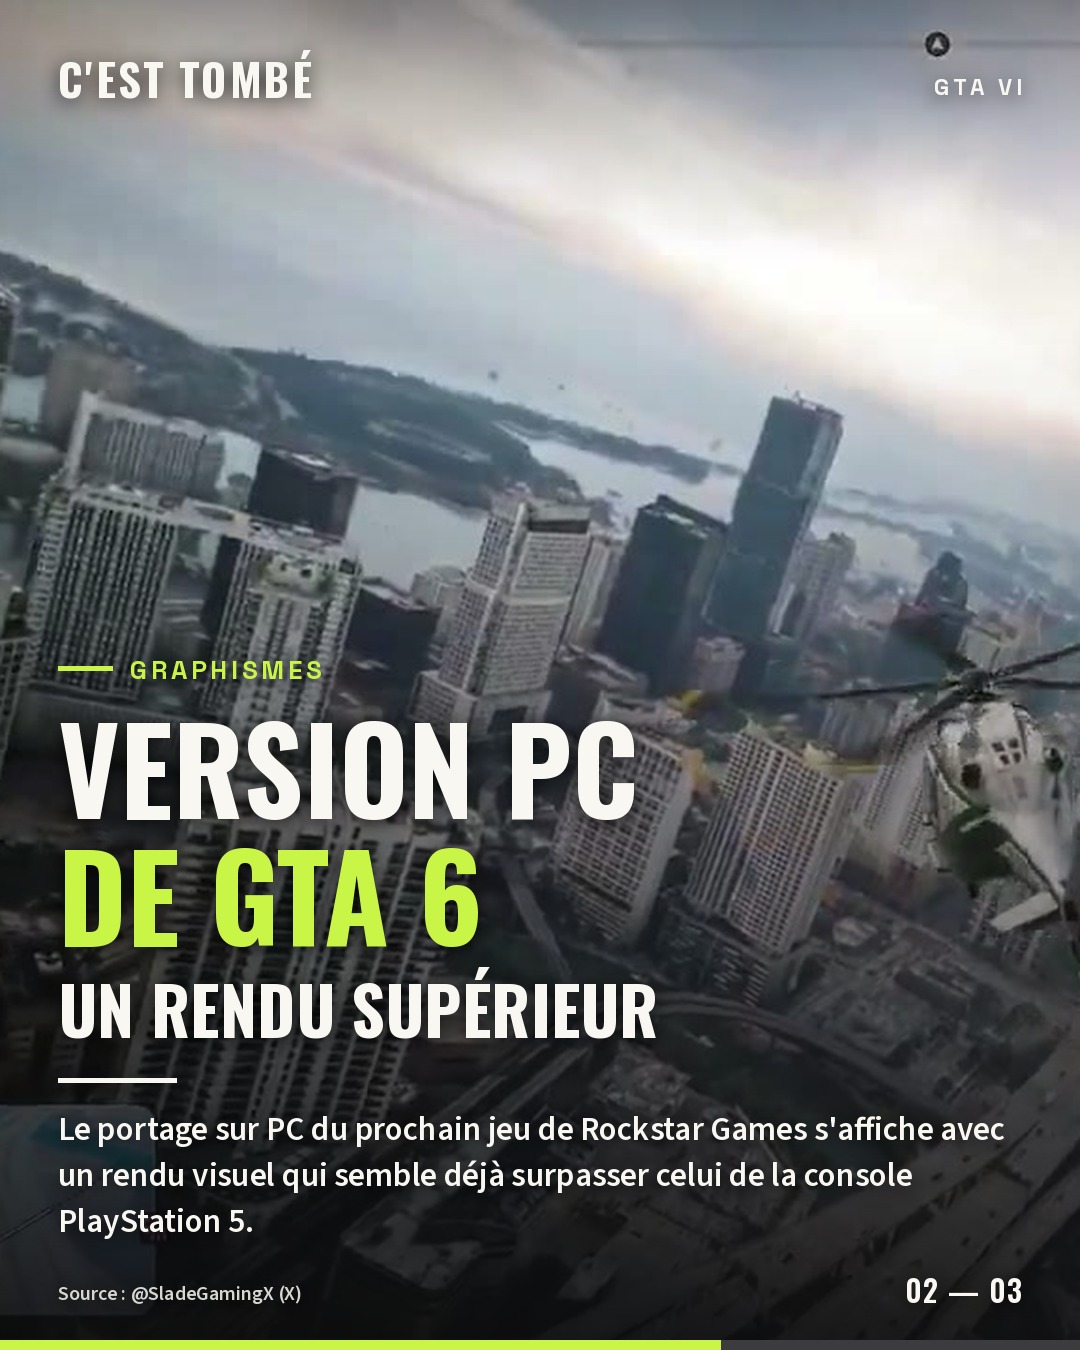 C'EST TOMBÉ
GTA VI
GRAPHISMES
VERSION PC
DE GTA 6
UN RENDU SUPÉRIEUR
Le portage sur PC du prochain jeu de Rockstar Games s'affiche avec
un rendu visuel qui semble déjà surpasser celui de la console
PlayStation 5.
Source : @SladeGamingX (X)
02 — 03